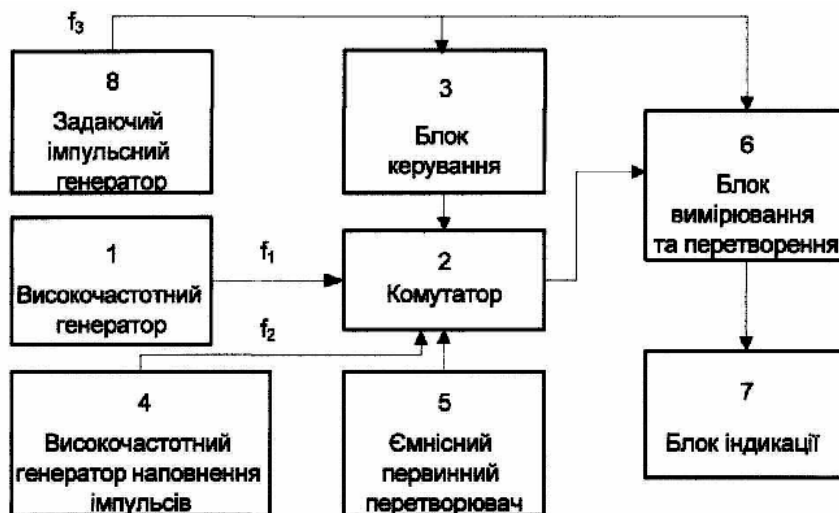 f₃
8
Задаючий
імпульсний
генератор
3
Блок
керування
6
Блок
вимірювання
та перетворення
1
Високочастотний
генератор
f₁
2
Комутатор
f₂
4
Високочастотний
генератор наповнення
імпульсів
5
Ємнісний
первинний
перетворювач
7
Блок індикації